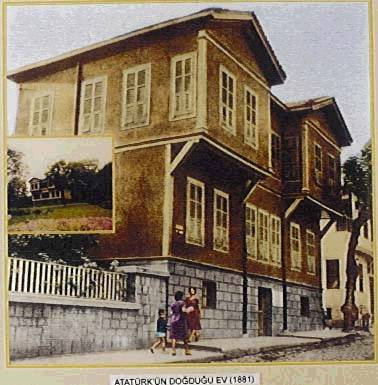 ATATÜRK'ÜN DOĞDUĞU EV (1881)